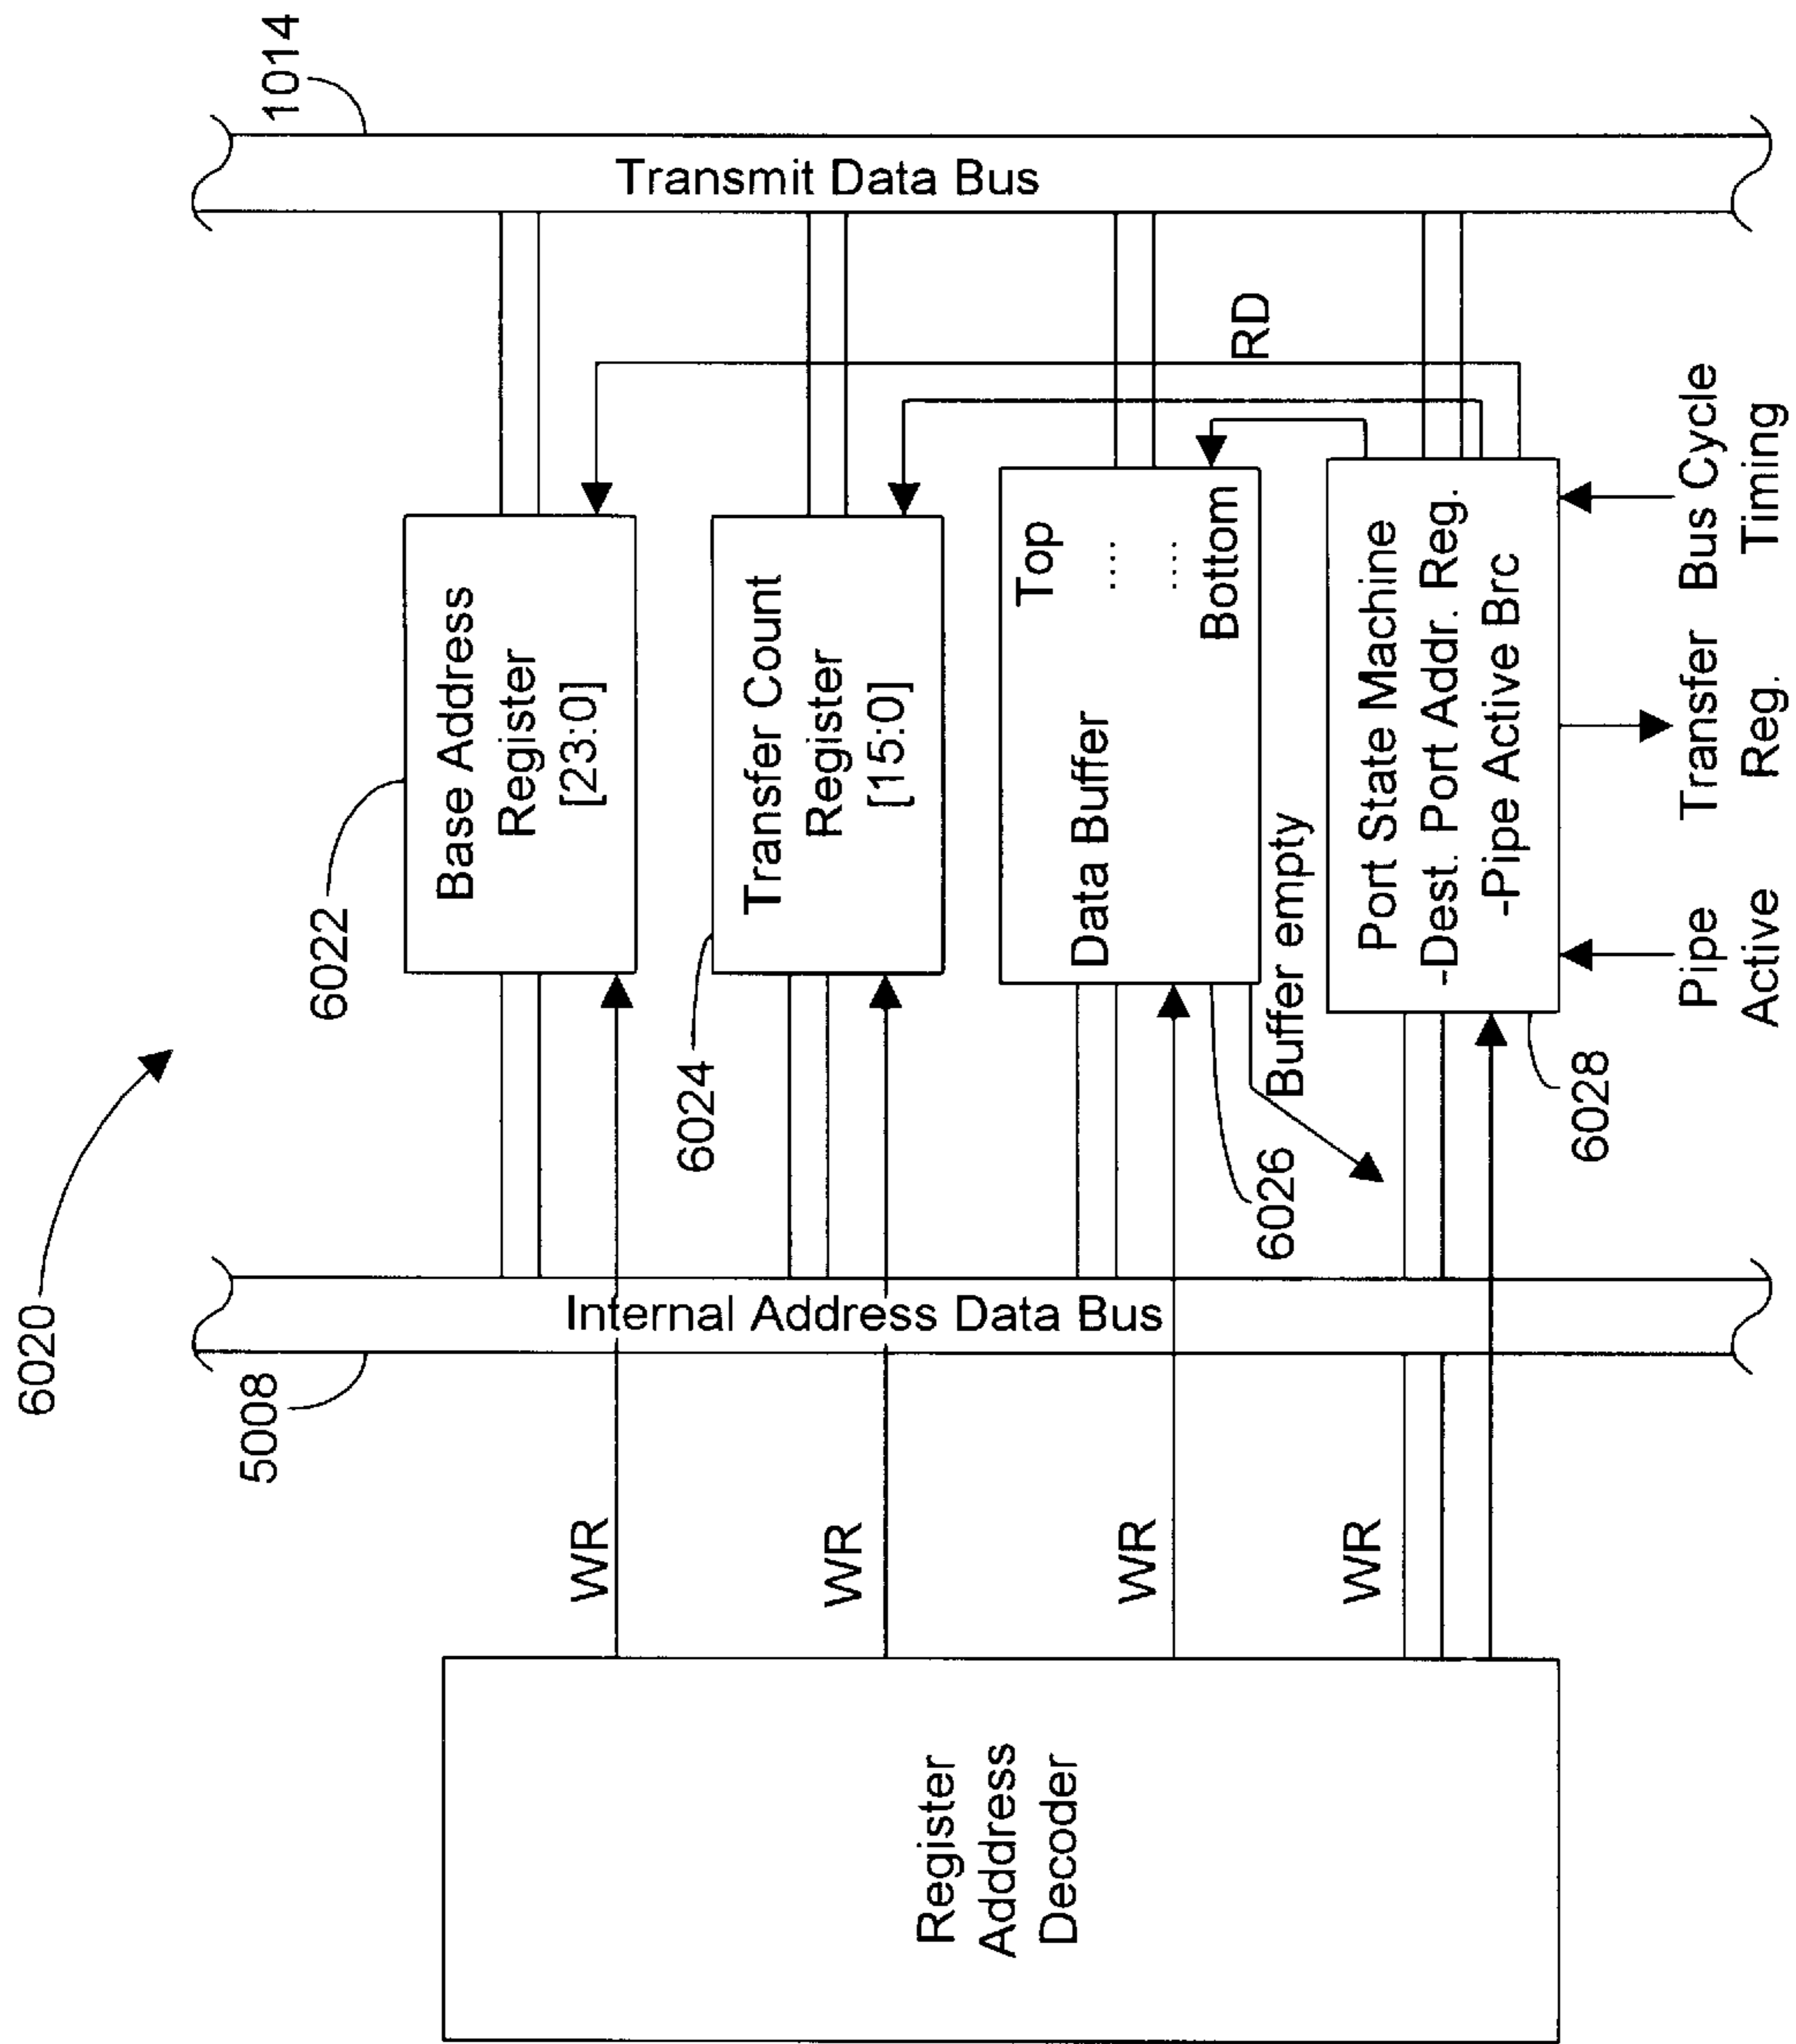 6020
5008
1014
Register
Adddress
Decoder
WR
WR
WR
WR
Internal Address Data Bus
Transmit Data Bus
6022
Base Address
Register
[23:0]
6024
Transfer Count
Register
[15:0]
6026
Data Buffer
Top
....
....
Bottom
Buffer empty
RD
6028
Port State Machine
-Dest. Port Addr. Reg.
-Pipe Active Brc
Pipe
Active
Transfer
Reg.
Bus Cycle
Timing